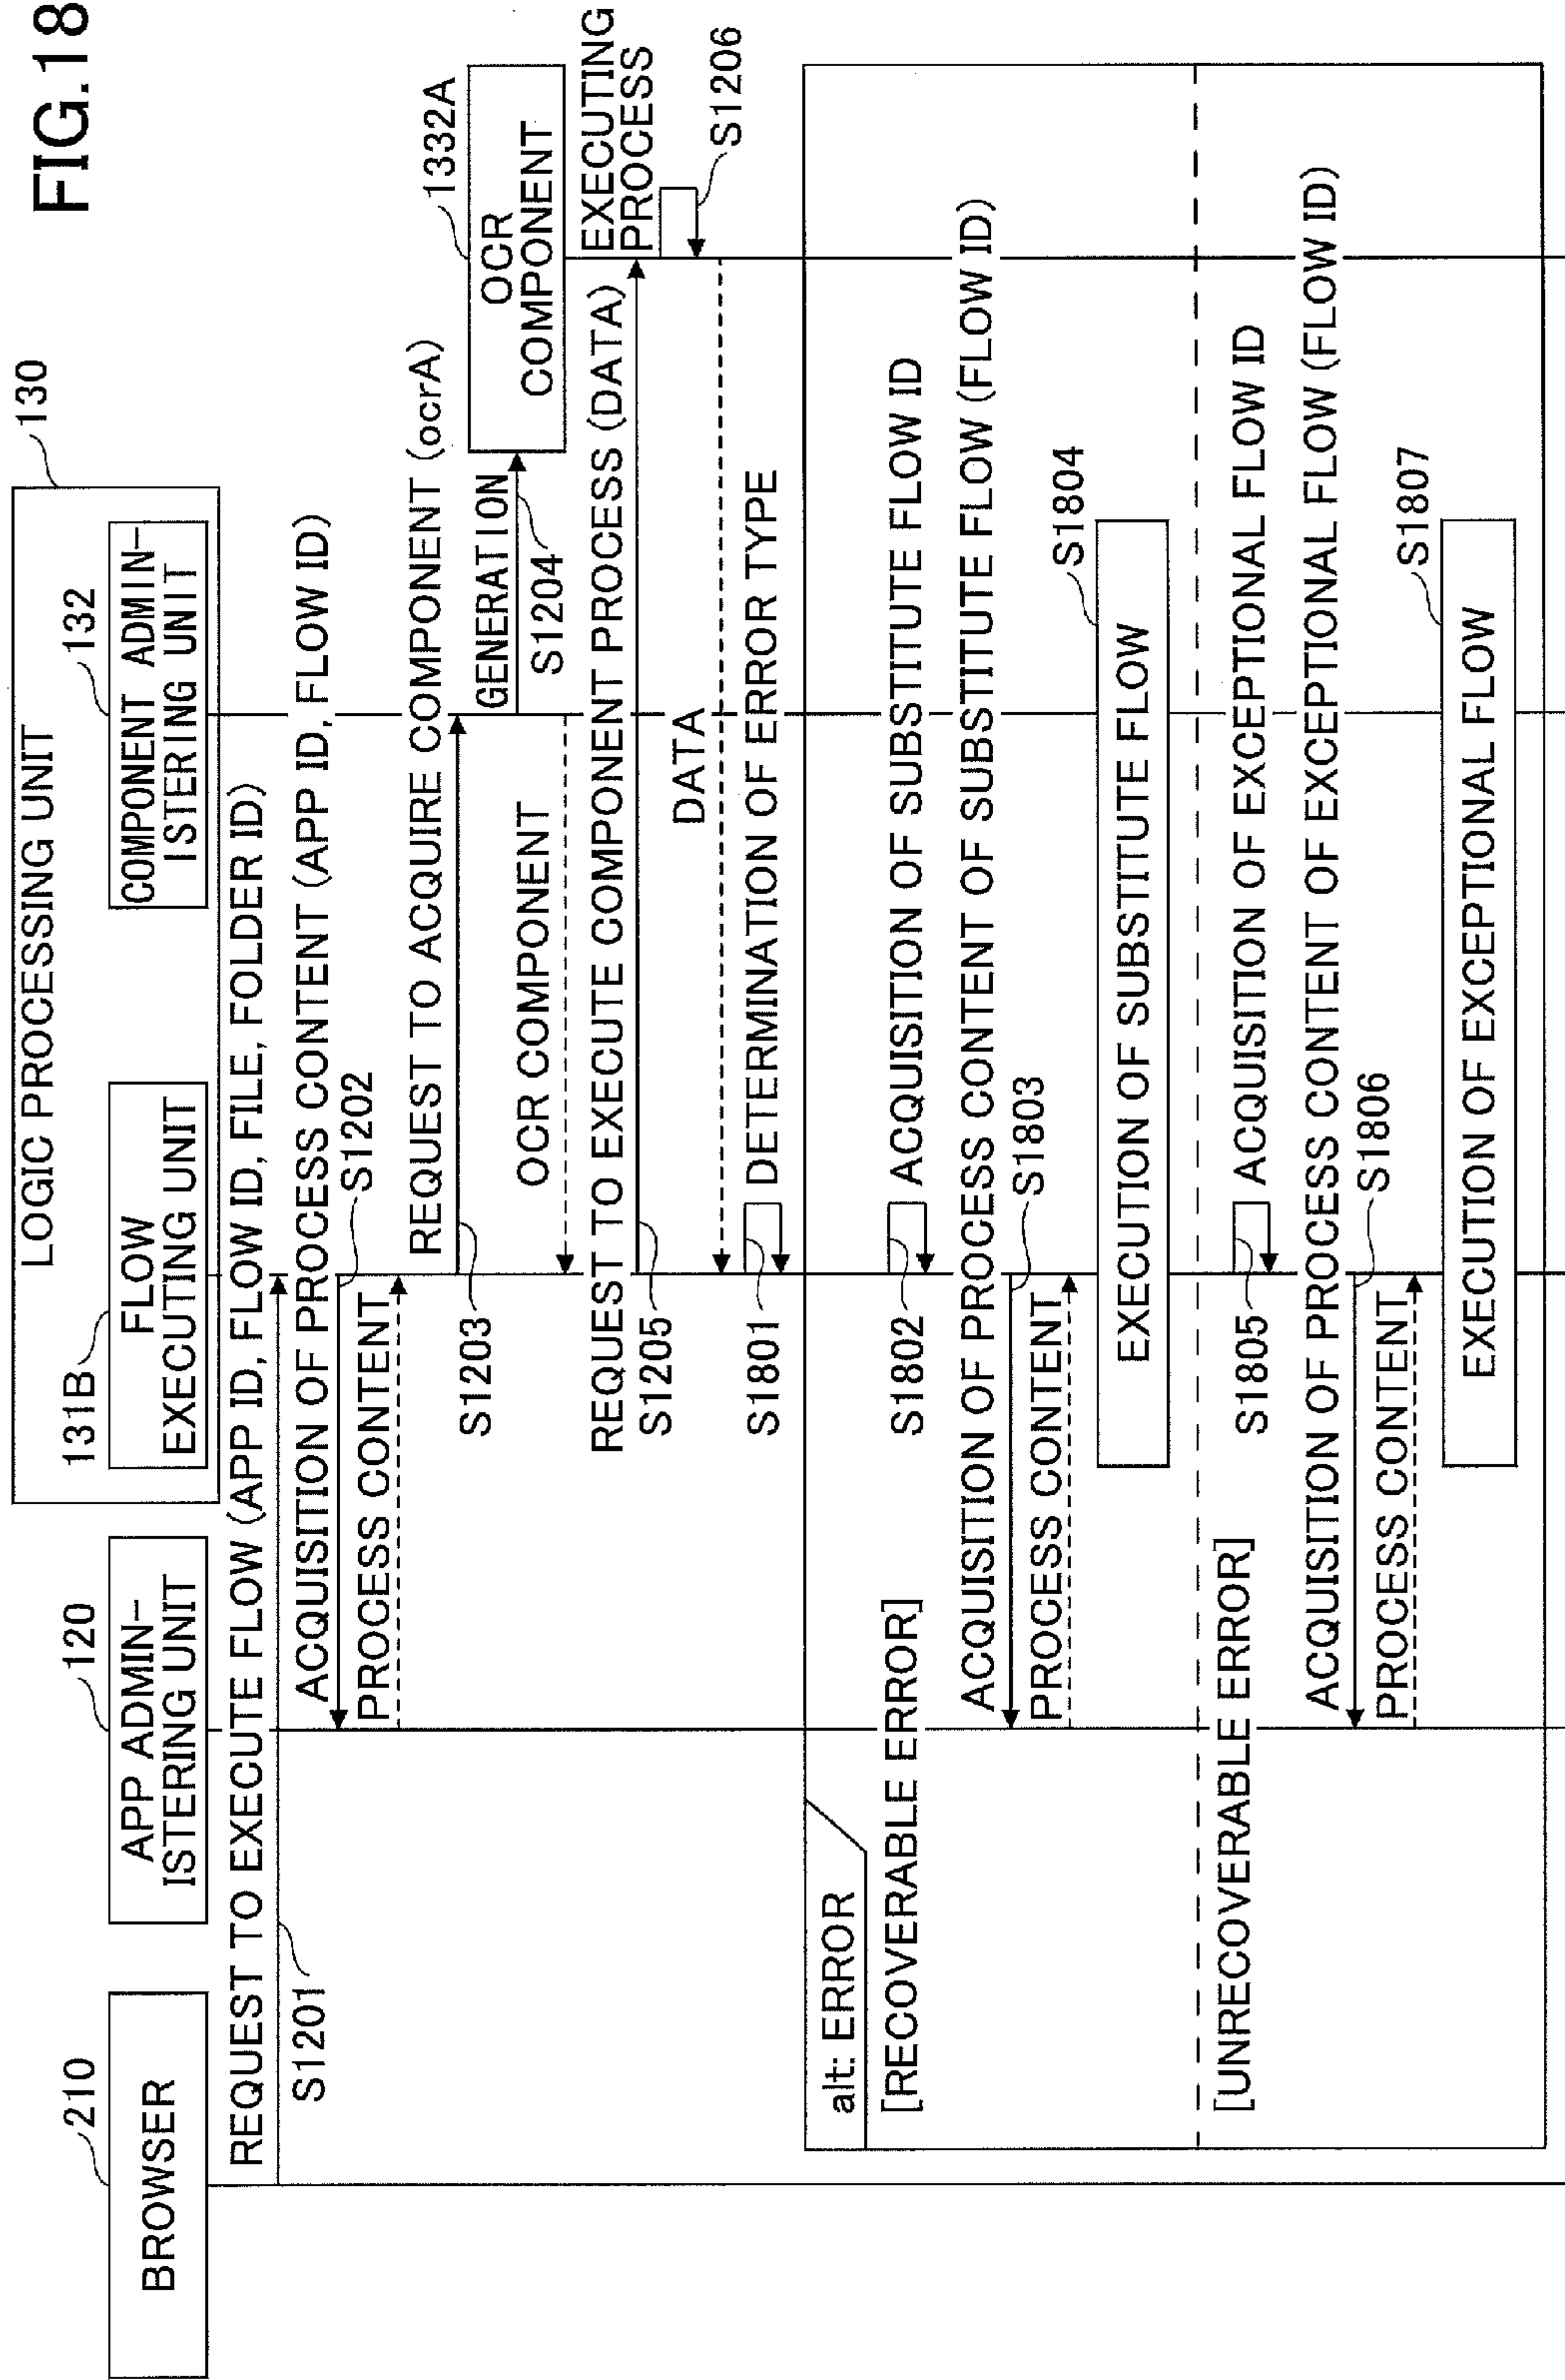 FIG.18
LOGIC PROCESSING UNIT
130
210
120
131B
132
BROWSER
APP ADMIN-
ISTERING UNIT
FLOW
EXECUTING UNIT
COMPONENT ADMIN-
ISTERING UNIT
REQUEST TO EXECUTE FLOW (APP ID, FLOW ID, FILE, FOLDER ID)
S1201
ACQUISITION OF PROCESS CONTENT (APP ID, FLOW ID)
S1202
PROCESS CONTENT
REQUEST TO ACQUIRE COMPONENT (ocrA)
S1203
GENERATION
S1204
1332A
OCR
COMPONENT
OCR COMPONENT
REQUEST TO EXECUTE COMPONENT PROCESS (DATA)
S1205
EXECUTING
PROCESS
S1206
DATA
S1801
DETERMINATION OF ERROR TYPE
alt: ERROR
[RECOVERABLE ERROR]
S1802
ACQUISITION OF SUBSTITUTE FLOW ID
ACQUISITION OF PROCESS CONTENT OF SUBSTITUTE FLOW (FLOW ID)
S1803
PROCESS CONTENT
S1804
EXECUTION OF SUBSTITUTE FLOW
[UNRECOVERABLE ERROR]
S1805
ACQUISITION OF EXCEPTIONAL FLOW ID
ACQUISITION OF PROCESS CONTENT OF EXCEPTIONAL FLOW (FLOW ID)
S1806
PROCESS CONTENT
S1807
EXECUTION OF EXCEPTIONAL FLOW